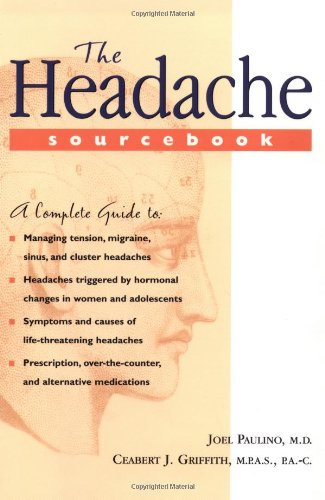 The
Headache
sourcebook
A Complete Guide to:
Managing tension, migraine,
sinus, and cluster headaches
Headaches triggered by hormonal
changes in women and adolescents
Symptoms and causes of
life-threatening headaches
Prescription, over-the-counter,
and alternative medications
JOEL PAULINO, M.D.
CEABERT J. GRIFFITH, M.P.A.S., P.A.-C.